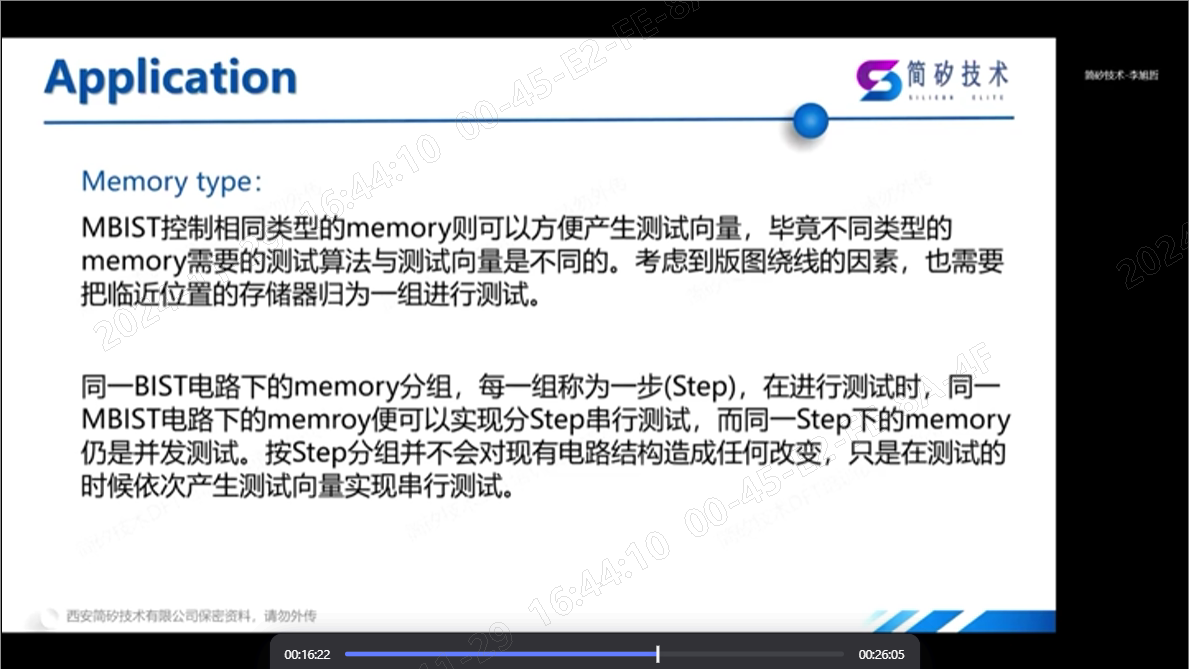 Application
简矽技术
SILICON ELITE
简矽技术-李旭哲
Memory type：
MBIST控制相同类型的memory则可以方便产生测试向量，毕竟不同类型的
memory需要的测试算法与测试向量是不同的。考虑到版图绕线的因素，也需要
把临近位置的存储器归为一组进行测试。
同一BIST电路下的memory分组，每一组称为一步(Step)，在进行测试时，同一
MBIST电路下的memroy便可以实现分Step串行测试，而同一Step下的memory
仍是并发测试。按Step分组并不会对现有电路结构造成任何改变，只是在测试的
时候依次产生测试向量实现串行测试。
16:44:10 00-45-E2-FE-8A
16:44:10 00-45-E2-FE-8A-4F
2024
西安简矽技术有限公司保密资料，请勿外传
00:16:22
00:26:05